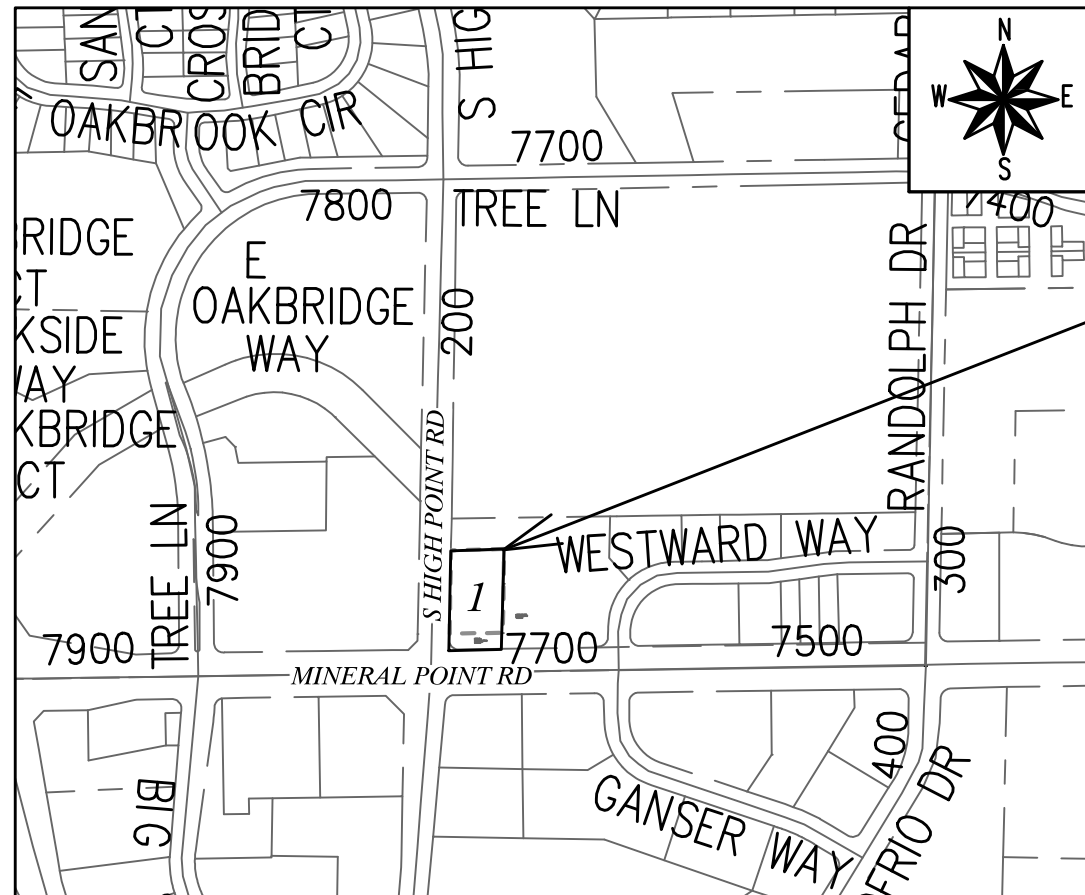 SAN
CT
CROS
BRID
CT
S HIG
N
W
E
S
OAKBROOK CIR
7700
7800
TREE LN
7400
RIDGE
CT
KSIDE
WAY
KBRIDGE
CT
E
OAKBRIDGE
WAY
200
RANDOLPH DR
S HIGH POINT RD
TREE LN
7900
WESTWARD WAY
300
1
7900
7700
7500
MINERAL POINT RD
BIG
GANSER WAY
400
OFRIO DR